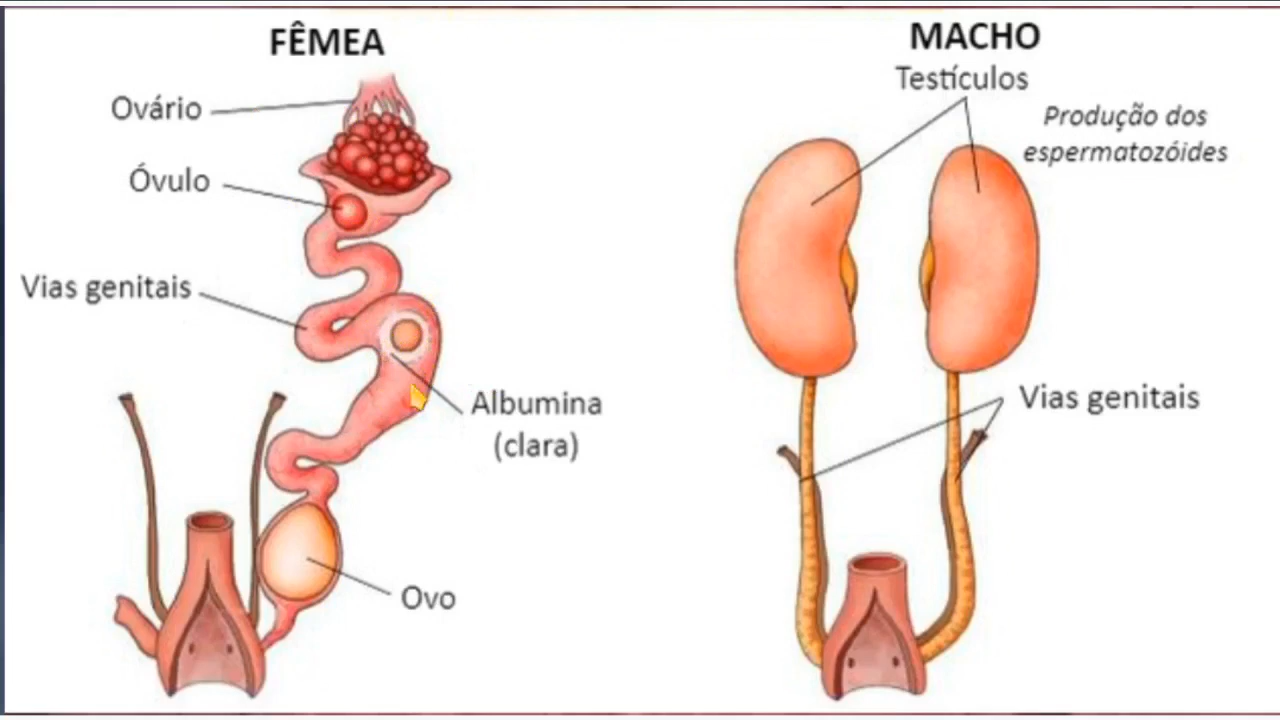 FÊMEA
Ovário
Óvulo
Vias genitais
Albumina
(clara)
Ovo
MACHO
Testículos
Produção dos
espermatozóides
Vias genitais